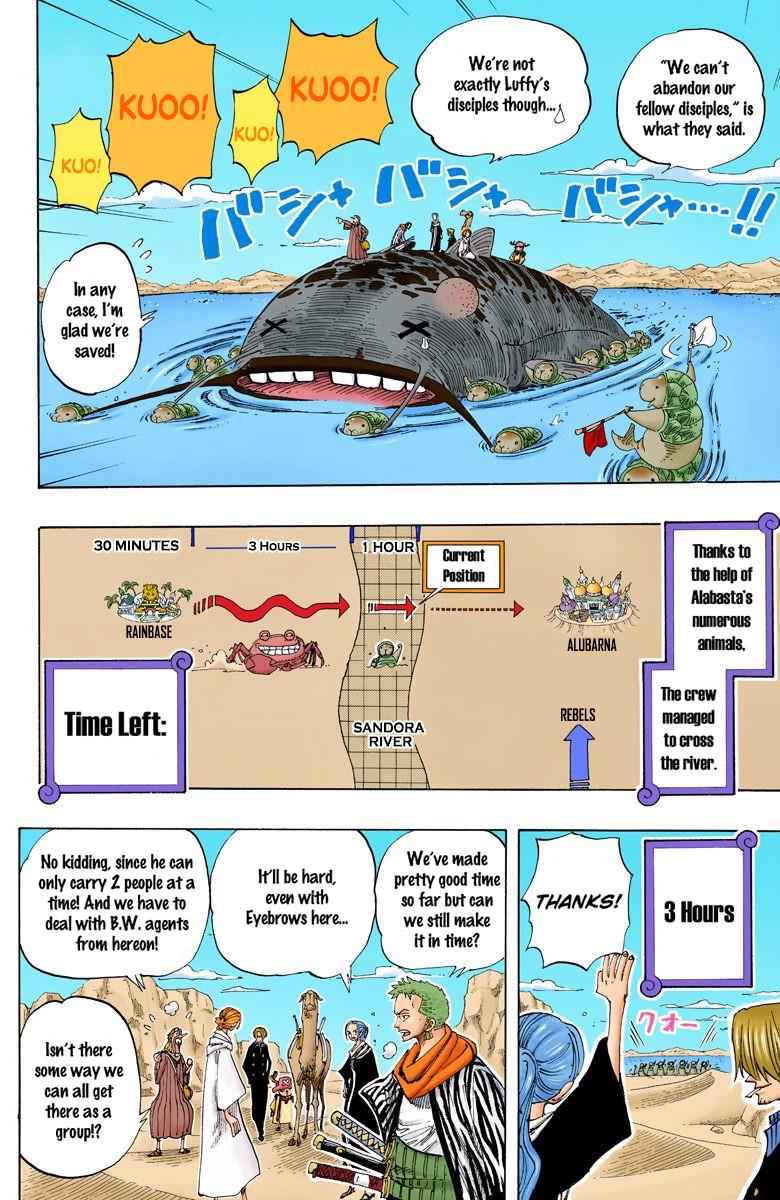 "We can't
abandon our
fellow disciples," is
what they said.
We're not
exactly Luffy's
disciples though...
KUOO!
KUO!
KUOO!
KUO!
バシャ バシャ バシャ‥‥!!
In any
case, I'm
glad we're
saved!
30 MINUTES
3 HOURS
1 HOUR
Current
Position
RAINBASE
ALUBARNA
SANDORA
RIVER
REBELS
Thanks to
the help of
Alabasta's
numerous
animals,
The crew
managed
to cross
the river.
Time Left:
3 Hours
THANKS!
クオー
We've made
pretty good time
so far but can
we still make
it in time?
It'll be hard,
even with
Eyebrows here...
No kidding, since he can
only carry 2 people at a
time! And we have to
deal with B.W. agents
from hereon!
Isn't there
some way we
can all get
there as a
group!?